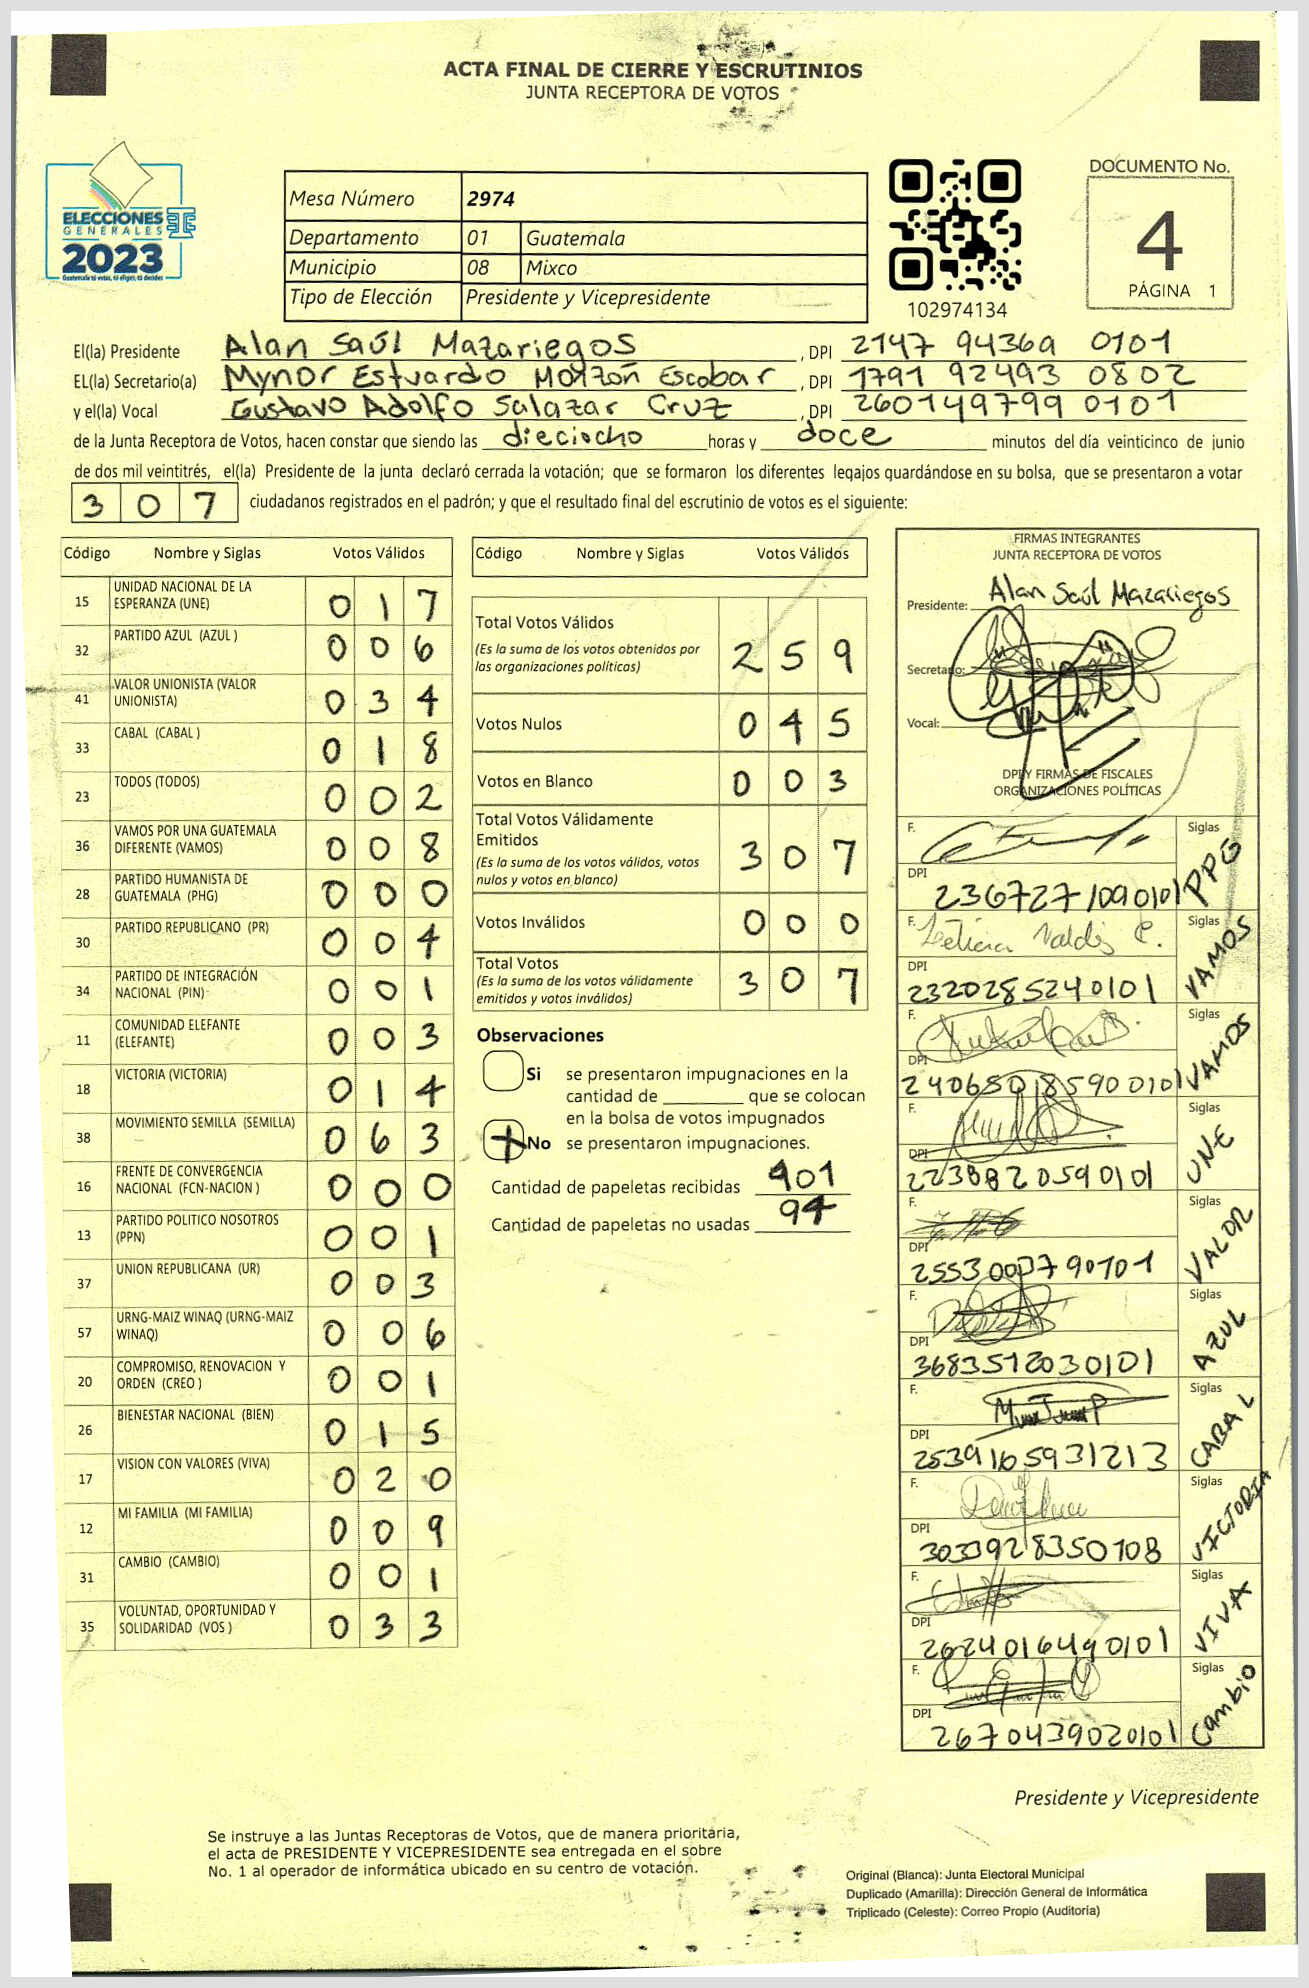 ACTA FINAL DE CIERRE Y ESCRUTINIOS
JUNTA RECEPTORA DE VOTOS
ELECCIONES
GENERALES
2023
Guatemala tú votas, tú eliges, tú decides
Mesa Número 2974
Departamento 01 Guatemala
Municipio 08 Mixco
Tipo de Elección Presidente y Vicepresidente
102974134
DOCUMENTO No.
4
PÁGINA 1
El(la) Presidente Alan Saúl Mazariegos , DPI 2147 94369 0101
EL(la) Secretario(a) Mynor Estuardo Monzón Escobar , DPI 1791 92493 0802
y el(la) Vocal Gustavo Adolfo Salazar Cruz , DPI 2601497990101
de la Junta Receptora de Votos, hacen constar que siendo las dieciocho horas y doce minutos del día veinticinco de junio
de dos mil veintitrés, el(la) Presidente de la junta declaró cerrada la votación; que se formaron los diferentes legajos guardándose en su bolsa, que se presentaron a votar
307 ciudadanos registrados en el padrón; y que el resultado final del escrutinio de votos es el siguiente:
Código Nombre y Siglas Votos Válidos
15 UNIDAD NACIONAL DE LA
ESPERANZA (UNE) 017
32 PARTIDO AZUL (AZUL ) 006
41 VALOR UNIONISTA (VALOR
UNIONISTA) 034
33 CABAL (CABAL ) 018
23 TODOS (TODOS) 002
36 VAMOS POR UNA GUATEMALA
DIFERENTE (VAMOS) 008
28 PARTIDO HUMANISTA DE
GUATEMALA (PHG) 000
30 PARTIDO REPUBLICANO (PR) 004
34 PARTIDO DE INTEGRACIÓN
NACIONAL (PIN) 001
11 COMUNIDAD ELEFANTE
(ELEFANTE) 003
18 VICTORIA (VICTORIA) 014
38 MOVIMIENTO SEMILLA (SEMILLA) 063
16 FRENTE DE CONVERGENCIA
NACIONAL (FCN-NACION ) 000
13 PARTIDO POLITICO NOSOTROS
(PPN) 001
37 UNION REPUBLICANA (UR) 003
57 URNG-MAIZ WINAQ (URNG-MAIZ
WINAQ) 006
20 COMPROMISO, RENOVACION Y
ORDEN (CREO ) 001
26 BIENESTAR NACIONAL (BIEN) 015
17 VISION CON VALORES (VIVA) 020
12 MI FAMILIA (MI FAMILIA) 009
31 CAMBIO (CAMBIO) 001
35 VOLUNTAD, OPORTUNIDAD Y
SOLIDARIDAD (VOS ) 033
Código Nombre y Siglas Votos Válidos
Total Votos Válidos
(Es la suma de los votos obtenidos por
las organizaciones políticas) 259
Votos Nulos 045
Votos en Blanco 003
Total Votos Válidamente
Emitidos
(Es la suma de los votos válidos, votos
nulos y votos en blanco) 307
Votos Inválidos 000
Total Votos
(Es la suma de los votos válidamente
emitidos y votos inválidos) 307
Observaciones
Si se presentaron impugnaciones en la
cantidad de ________ que se colocan
en la bolsa de votos impugnados
+ No se presentaron impugnaciones.
Cantidad de papeletas recibidas 401
Cantidad de papeletas no usadas 94
FIRMAS INTEGRANTES
JUNTA RECEPTORA DE VOTOS
Presidente: Alan Saúl Mazariegos
Secretario:
Vocal:
DPI Y FIRMAS DE FISCALES
ORGANIZACIONES POLÍTICAS
F. Siglas PPG
DPI 2367271090101
F. Leticia Valdés C. Siglas VAMOS
DPI 2320285240101
F. Siglas VAMOS
DPI 2406508590010
F. Siglas UNE
DPI 2238820590101
F. Siglas VALOR
DPI 2553000790101
F. Siglas AZUL
DPI 3683512030101
F. Siglas CABAL
DPI 2539165931213
F. Siglas VICTORIA
DPI 3033928350108
F. Siglas VIVA
DPI 2624016490101
F. Siglas Cambio
DPI 2670439020101
Presidente y Vicepresidente
Se instruye a las Juntas Receptoras de Votos, que de manera prioritaria,
el acta de PRESIDENTE Y VICEPRESIDENTE sea entregada en el sobre
No. 1 al operador de informática ubicado en su centro de votación.
Original (Blanca): Junta Electoral Municipal
Duplicado (Amarilla): Dirección General de Informática
Triplicado (Celeste): Correo Propio (Auditoría)